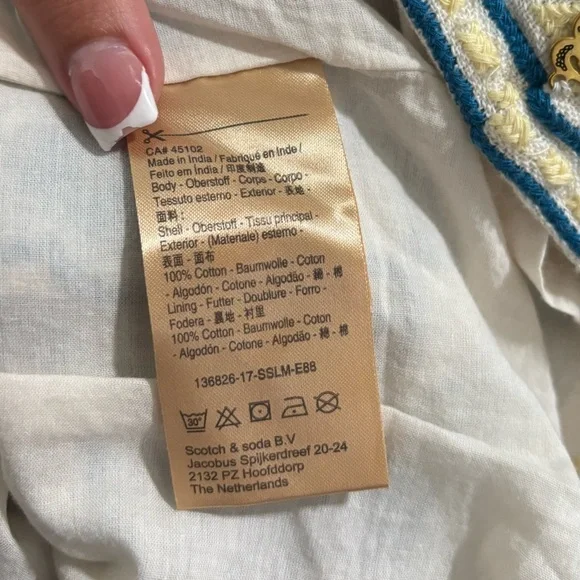 CA# 45102
Made in India / Fabriqué en Inde /
Feito em Índia / 印度制造
Body - Oberstoff - Corps - Corpo -
Tessuto esterno - Exterior - 表地 -
面料 :
Shell - Oberstoff - Tissu principal -
Exterior - (Materiale) esterno -
表面 - 面布
100% Cotton - Baumwolle - Coton
- Algodón - Cotone - Algodão - 綿 - 棉
Lining - Futter - Doublure - Forro -
Fodera - 裏地 - 衬里
100% Cotton - Baumwolle - Coton
- Algodón - Cotone - Algodão - 綿 - 棉
136826-17-SSLM-E88
30°
Scotch & soda B.V
Jacobus Spijkerdreef 20-24
2132 PZ Hoofddorp
The Netherlands